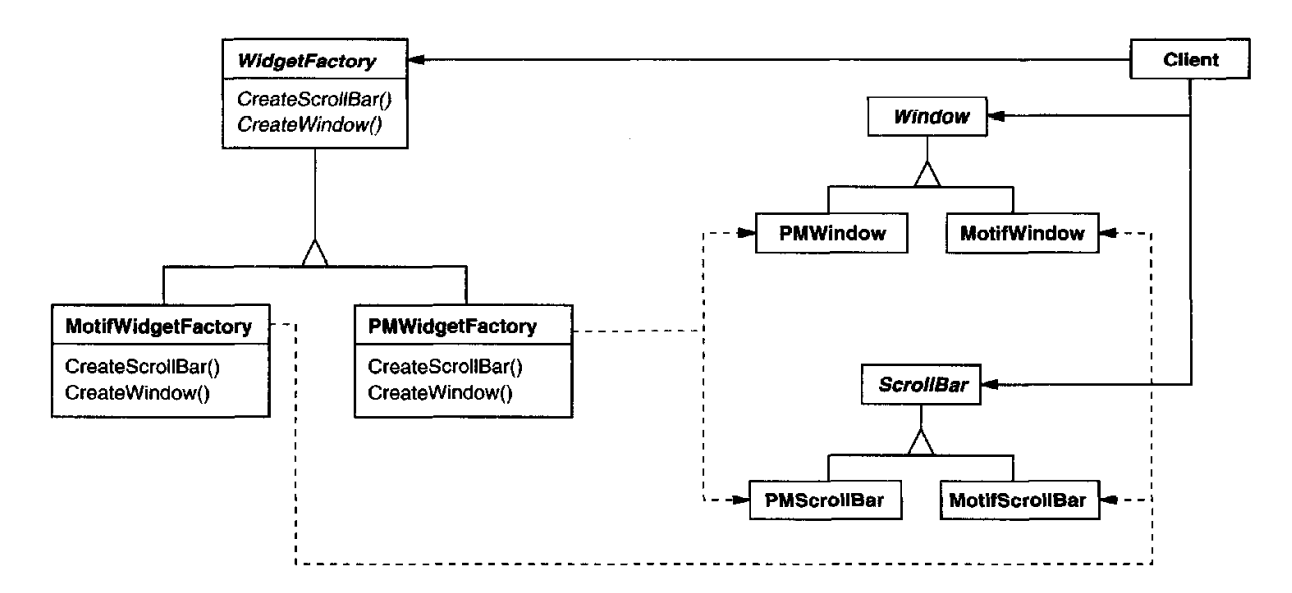 WidgetFactory
CreateScrollBar()
CreateWindow()
Client
Window
PMWindow
MotifWindow
MotifWidgetFactory
CreateScrollBar()
CreateWindow()
PMWidgetFactory
CreateScrollBar()
CreateWindow()
ScrollBar
PMScrollBar
MotifScrollBar